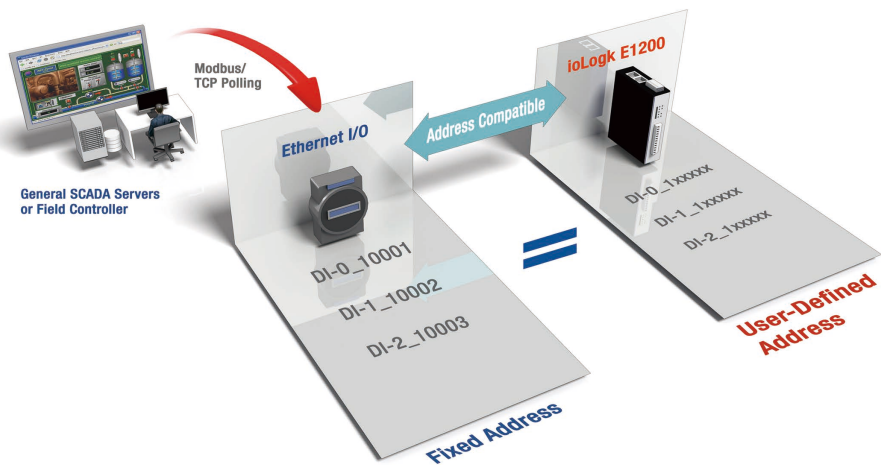 Modbus/
TCP Polling
General SCADA Servers
or Field Controller
Ethernet I/O
Address Compatible
ioLogk E1200
DI-0_10001
DI-1_10002
DI-2_10003
Fixed Address
DI-0_1xxxxx
DI-1_1xxxxx
DI-2_1xxxxx
User-Defined
Address